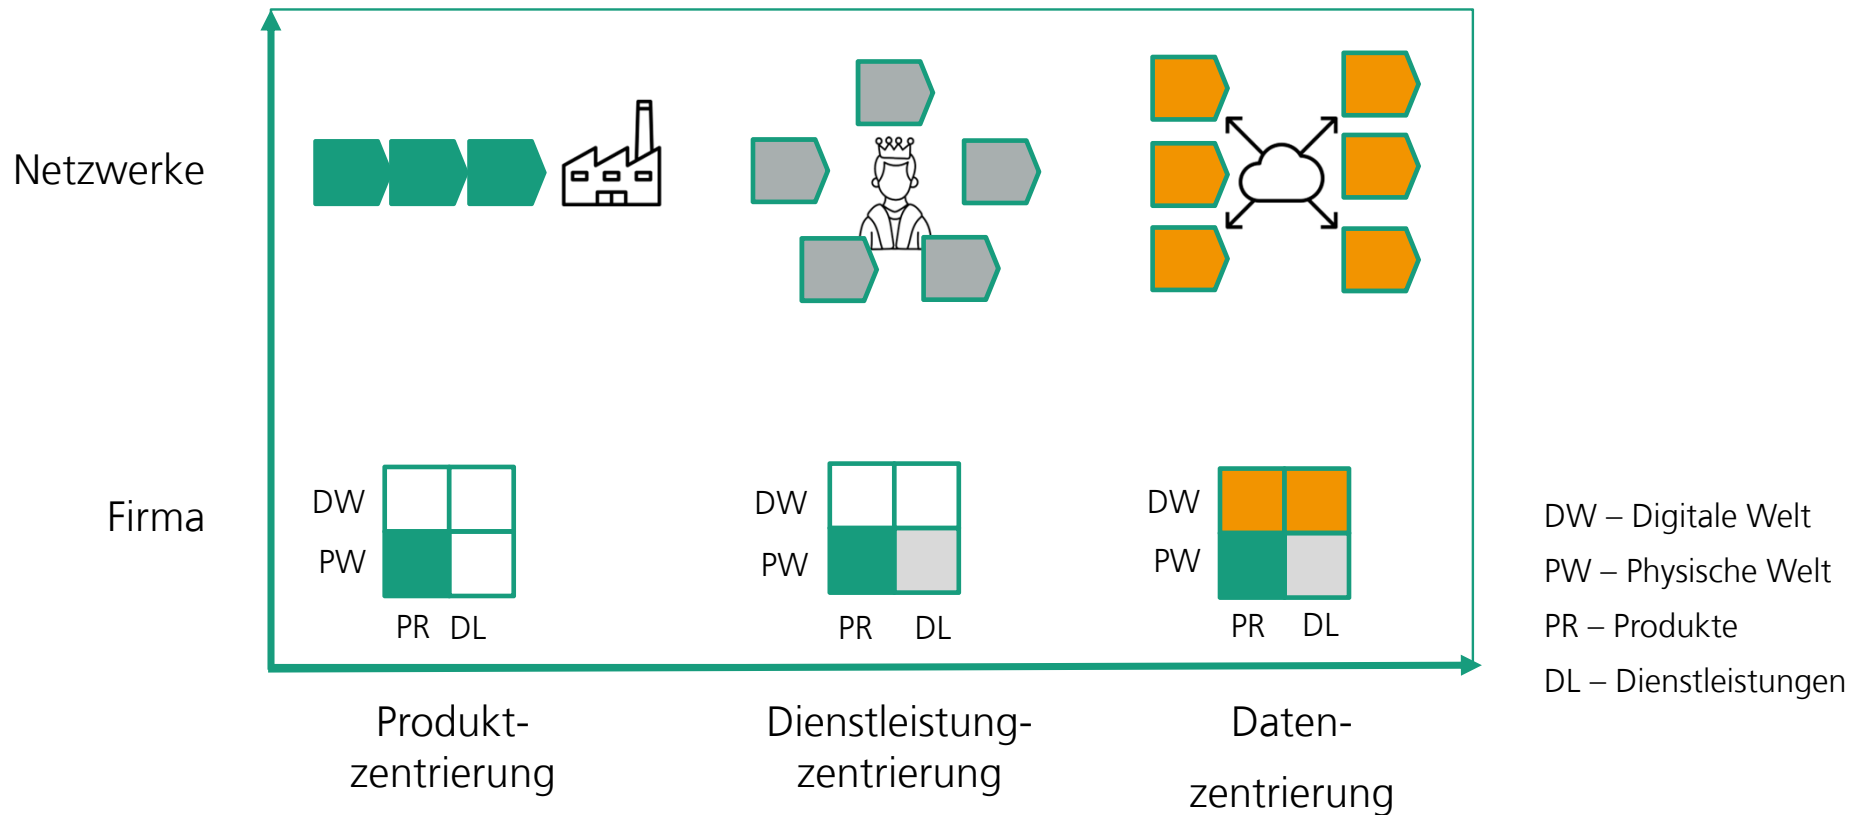 Netzwerke
Firma
DW
PW
PR DL
DW
PW
PR DL
DW
PW
PR DL
Produkt-
zentrierung
Dienstleistung-
zentrierung
Daten-
zentrierung
DW – Digitale Welt
PW – Physische Welt
PR – Produkte
DL – Dienstleistungen